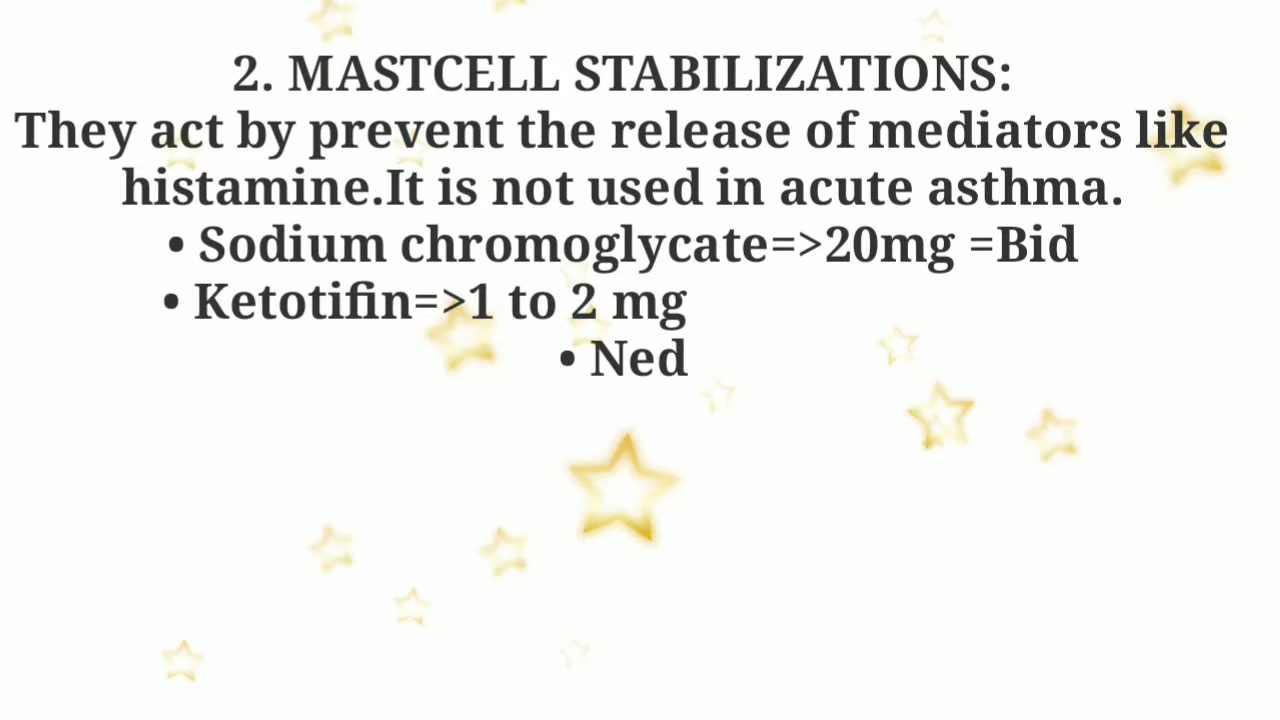 2. MASTCELL STABILIZATIONS:
They act by prevent the release of mediators like
histamine.It is not used in acute asthma.
• Sodium chromoglycate=>20mg =Bid
• Ketotifin=>1 to 2 mg
• Ned